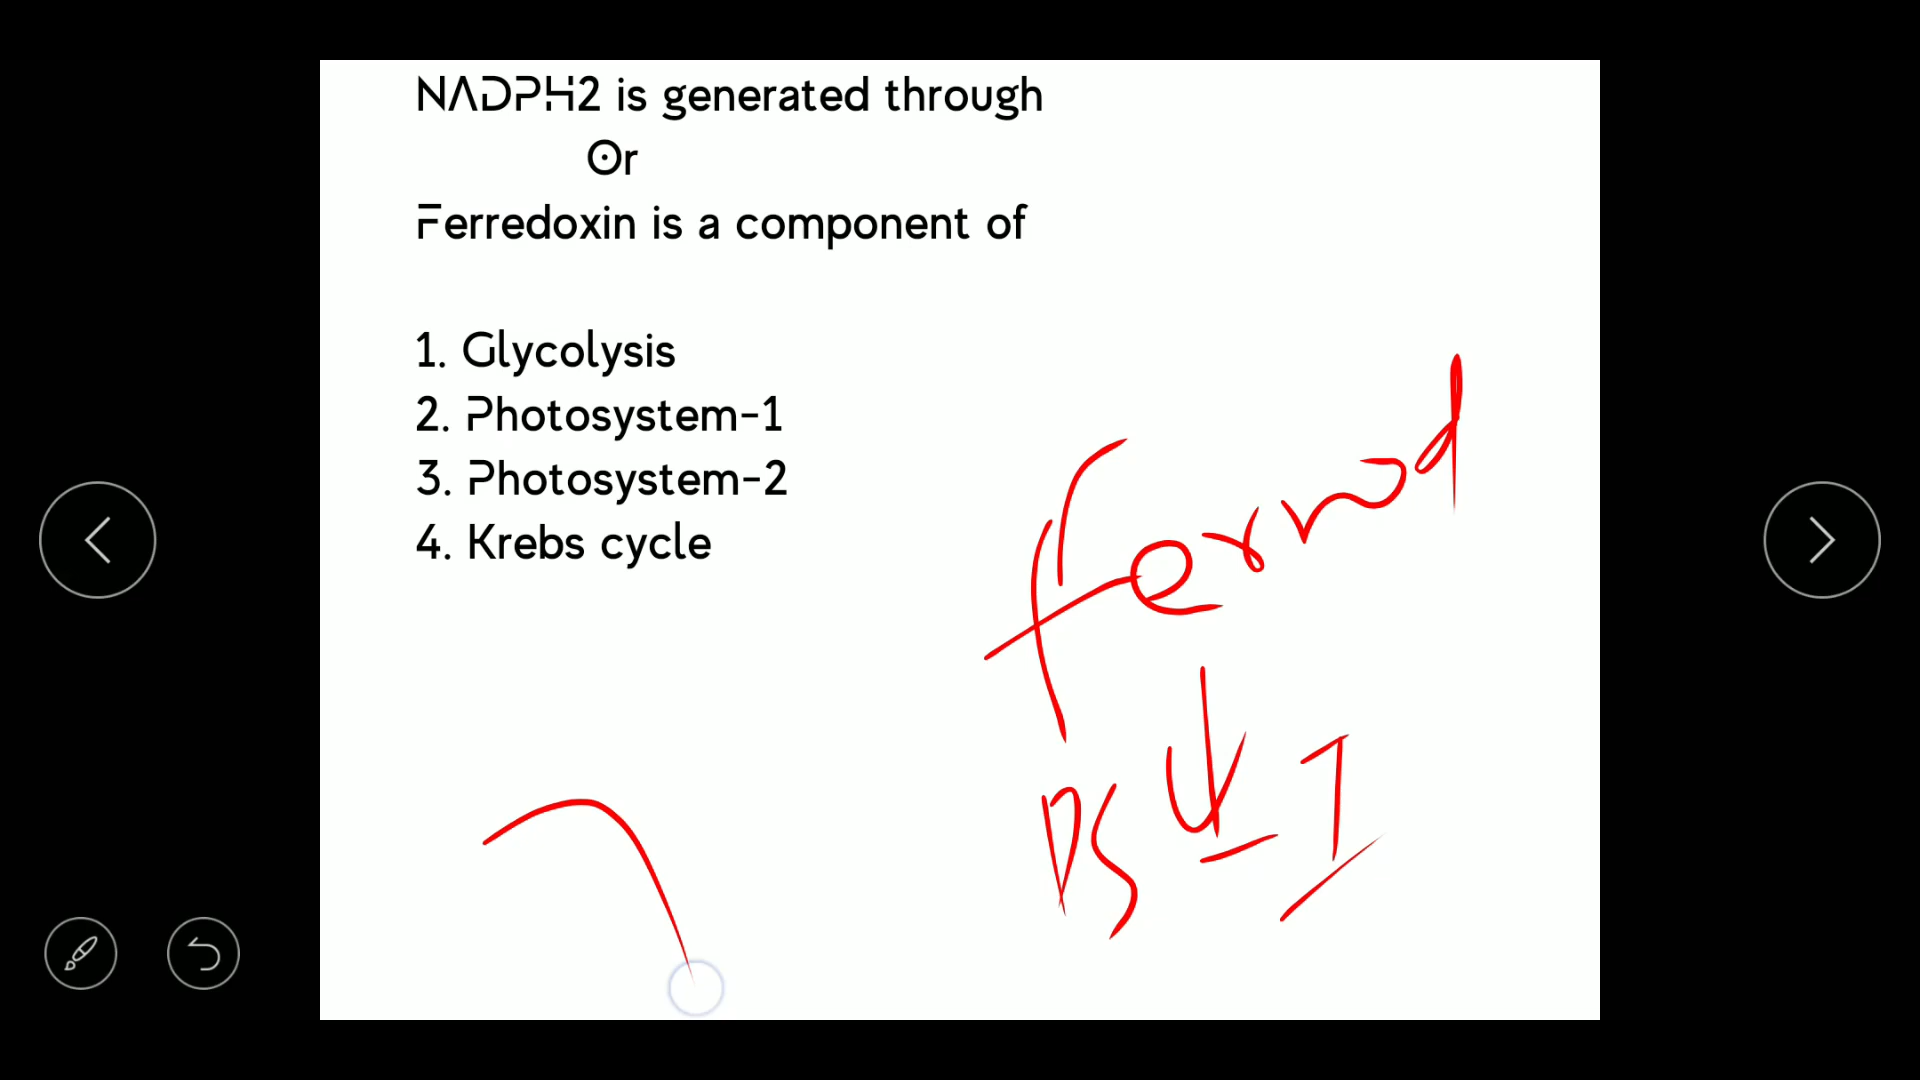 NADPH2 is generated through
Or
Ferredoxin is a component of
1. Glycolysis
2. Photosystem-1
3. Photosystem-2
4. Krebs cycle
PS I